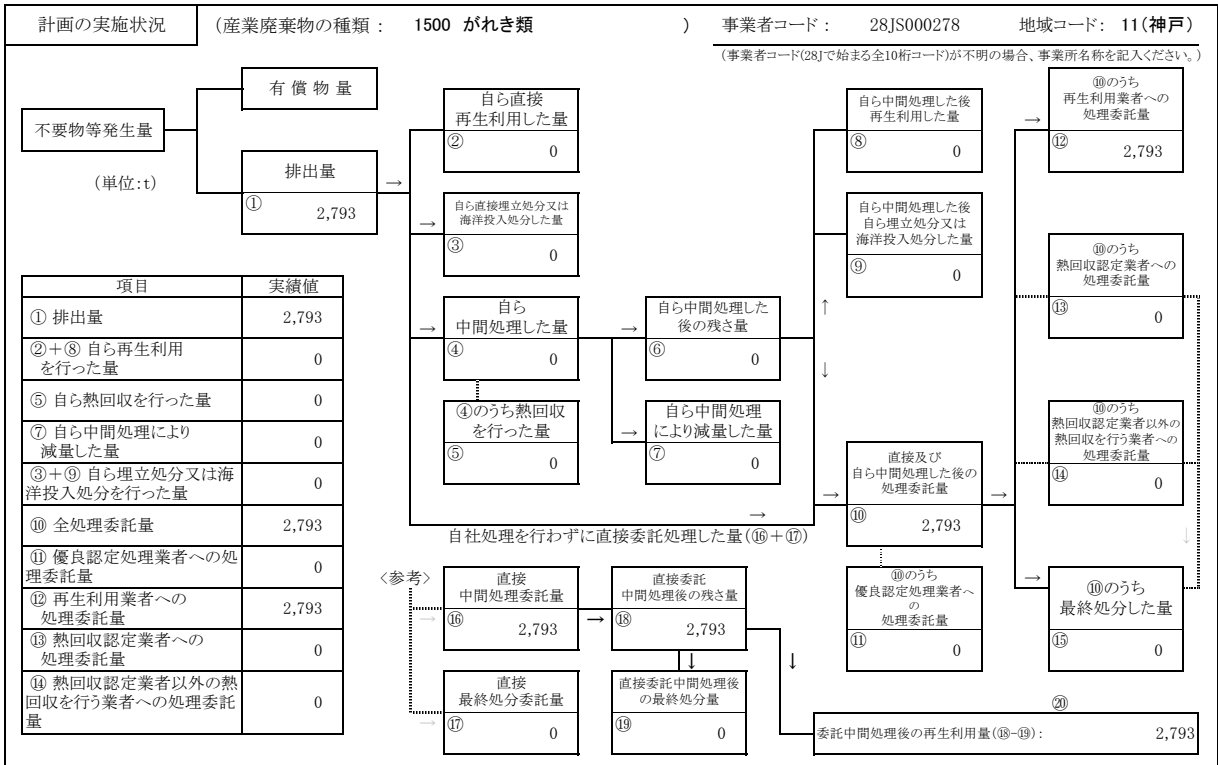 計画の実施状況 (産業廃棄物の種類： 1500 がれき類 ) 事業者コード： 28JS000278 地域コード： 11(神戸)
(事業者コード(28Jで始まる全10桁コード)が不明の場合、事業所名称を記入ください。)
不要物等発生量
(単位:t)
有償物量
排出量
① 2,793
→
自ら直接
再生利用した量
② 0
→
自ら直接埋立処分又は
海洋投入処分した量
③ 0
→
自ら
中間処理した量
④ 0
④のうち熱回収
を行った量
⑤ 0
→
自ら中間処理した
後の残さ量
⑥ 0
→
自ら中間処理
により減量した量
⑦ 0
自ら中間処理した後
再生利用した量
⑧ 0
自ら中間処理した後
自ら埋立処分又は
海洋投入処分した量
⑨ 0
↑
↓
→
→
自社処理を行わずに直接委託処理した量(⑯+⑰)
直接及び
自ら中間処理した後の
処理委託量
⑩ 2,793
→
⑩のうち
優良認定処理業者へ
の
処理委託量
⑪ 0
→
⑩のうち
再生利用業者への
処理委託量
⑫ 2,793
⑩のうち
熱回収認定業者への
処理委託量
⑬ 0
⑩のうち
熱回収認定業者以外の
熱回収を行う業者への
処理委託量
⑭ 0
↓
→
⑩のうち
最終処分した量
⑮ 0
項目 実績値
① 排出量 2,793
②+⑧ 自ら再生利用
を行った量 0
⑤ 自ら熱回収を行った量 0
⑦ 自ら中間処理により
減量した量 0
③+⑨ 自ら埋立処分又は海
洋投入処分を行った量 0
⑩ 全処理委託量 2,793
⑪ 優良認定処理業者への処
理委託量 0
⑫ 再生利用業者への
処理委託量 2,793
⑬ 熱回収認定業者への
処理委託量 0
⑭ 熱回収認定業者以外の熱
回収を行う業者への処理委託
量 0
〈参考〉
→
直接
中間処理委託量
⑯ 2,793
→
直接委託
中間処理後の残さ量
⑱ 2,793
→
直接
最終処分委託量
⑰ 0
↓
直接委託中間処理後
の最終処分量
⑲ 0
↓
⑳
委託中間処理後の再生利用量(⑱-⑲)： 2,793